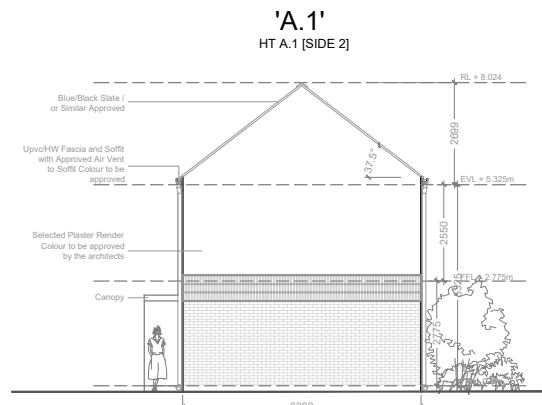 'A.1'
HT A.1 [SIDE 2]
RL + 8.024
Blue/Black Slate /
or Similar Approved
2699
Upvc/HW Fascia and Soffit
with Approved Air Vent
to Soffit Colour to be
approved
37.5°
EVL + 5.325m
2550
Selected Plaster Render
Colour to be approved
by the architects
2.775m
Canopy
2775